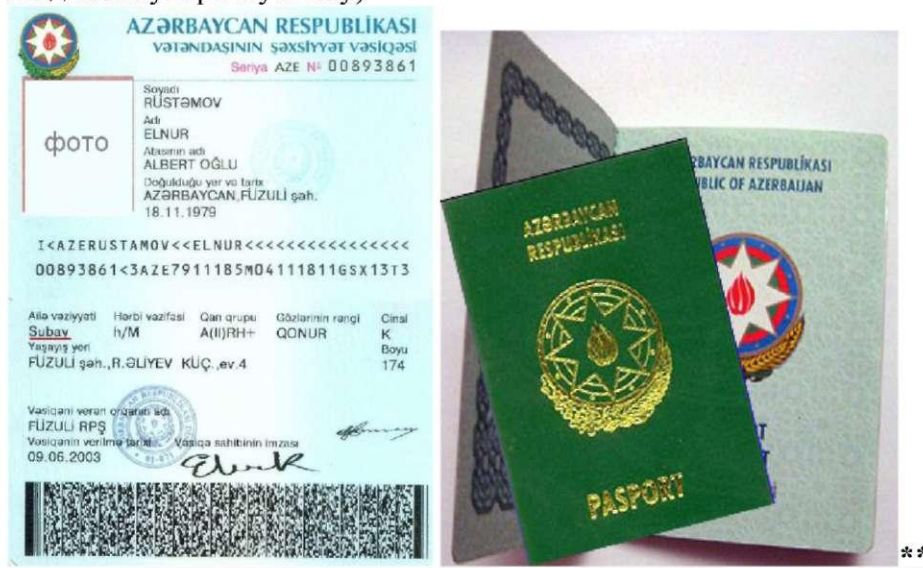 AZƏRBAYCAN RESPUBLİKASI
VƏTƏNDAŞININ ŞƏXSİYYƏT VƏSİQƏSİ
Seriya AZE № 00893861
Soyadı
RÜSTƏMOV
Adı
ELNUR
Atasının adı
ALBERT OĞLU
Doğulduğu yer və tarix
AZƏRBAYCAN,FÜZULİ şəh.
18.11.1979
фото
I<AZERUSTAMOV<<ELNUR<<<<<<<<<<<<<<<<
00893861<3AZE7911185M04111811GSX13T3
Ailə vəziyyəti Hərbi vəzifəsi Qan qrupu Gözlərinin rəngi Cinsi
Subay h/M A(II)RH+ QONUR K
Yaşayış yeri Boyu
FÜZULİ şəh.,R.ƏLİYEV KÜÇ.,ev.4 174
Vəsiqəni verən orqanın adı
FÜZULİ RPŞ
Vəsiqənin verilmə tarixi Vəsiqə sahibinin imzası
09.06.2003
RBAYCAN RESPUBLİKASI
BLIC OF AZERBAIJAN
AZƏRBAYCAN
RESPUBLİKASI
PASPORT
**